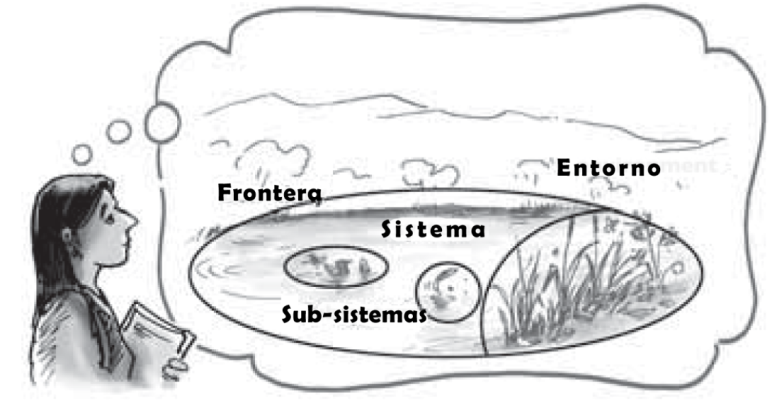 Entorno
Frontera
Sistema
Sub-sistemas